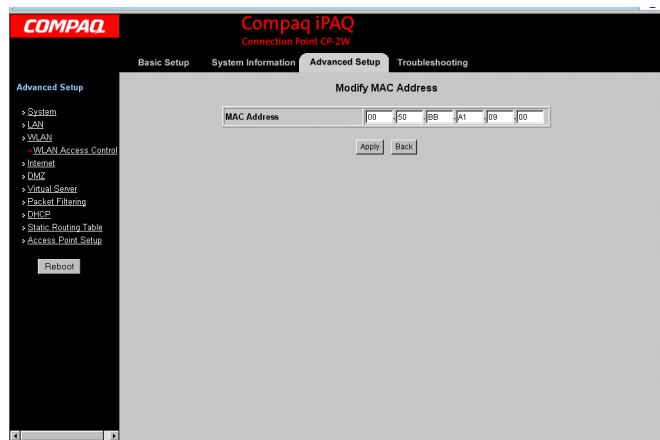 COMPAQ
Compaq iPAQ
Connection Point CP-2W
Basic Setup System Information Advanced Setup Troubleshooting
Advanced Setup
System
LAN
WLAN
WLAN Access Control
Internet
DMZ
Virtual Server
Packet Filtering
DHCP
Static Routing Table
Access Point Setup
Reboot
Modify MAC Address
MAC Address 00 - 50 - BB - A1 - 09 - 00
Apply Back